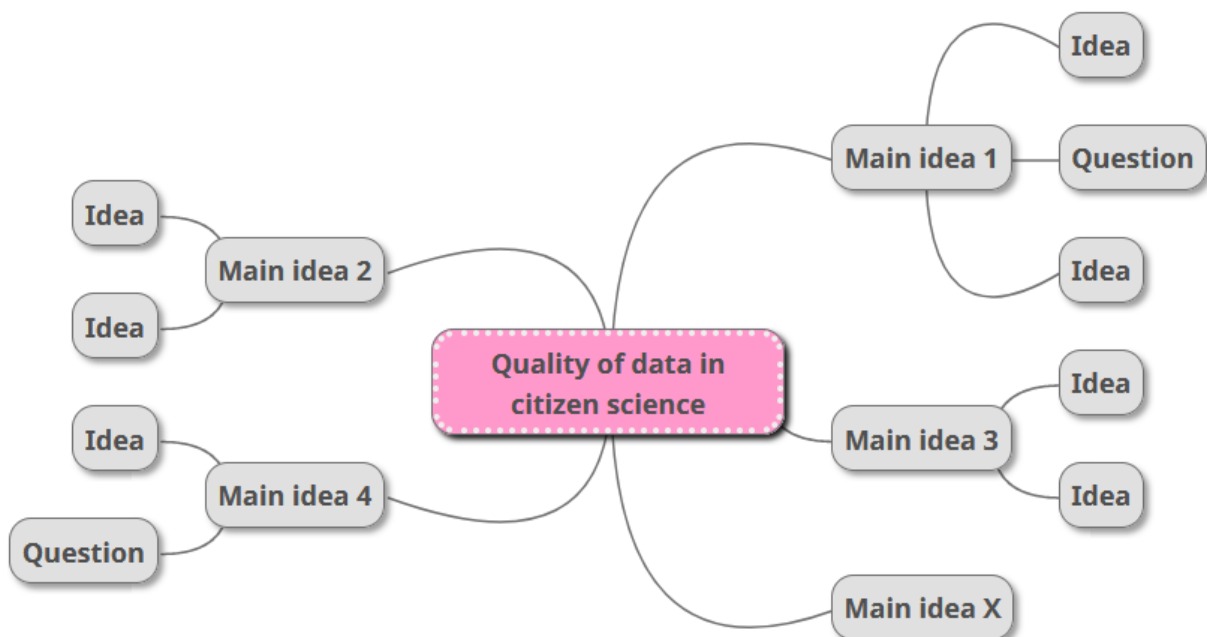 Quality of data in
citizen science
Main idea 1
Idea
Question
Idea
Main idea 2
Idea
Idea
Main idea 3
Idea
Idea
Main idea 4
Idea
Question
Main idea X